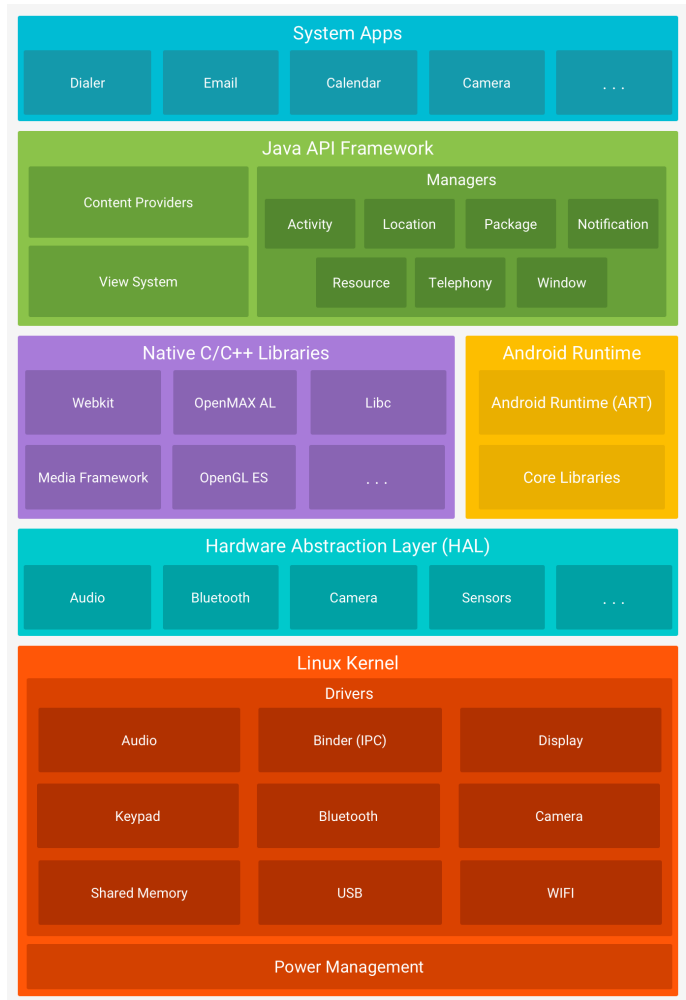 System Apps
Dialer
Email
Calendar
Camera
. . .
Java API Framework
Content Providers
View System
Managers
Activity
Location
Package
Notification
Resource
Telephony
Window
Native C/C++ Libraries
Webkit
OpenMAX AL
Libc
Media Framework
OpenGL ES
. . .
Android Runtime
Android Runtime (ART)
Core Libraries
Hardware Abstraction Layer (HAL)
Audio
Bluetooth
Camera
Sensors
. . .
Linux Kernel
Drivers
Audio
Binder (IPC)
Display
Keypad
Bluetooth
Camera
Shared Memory
USB
WIFI
Power Management